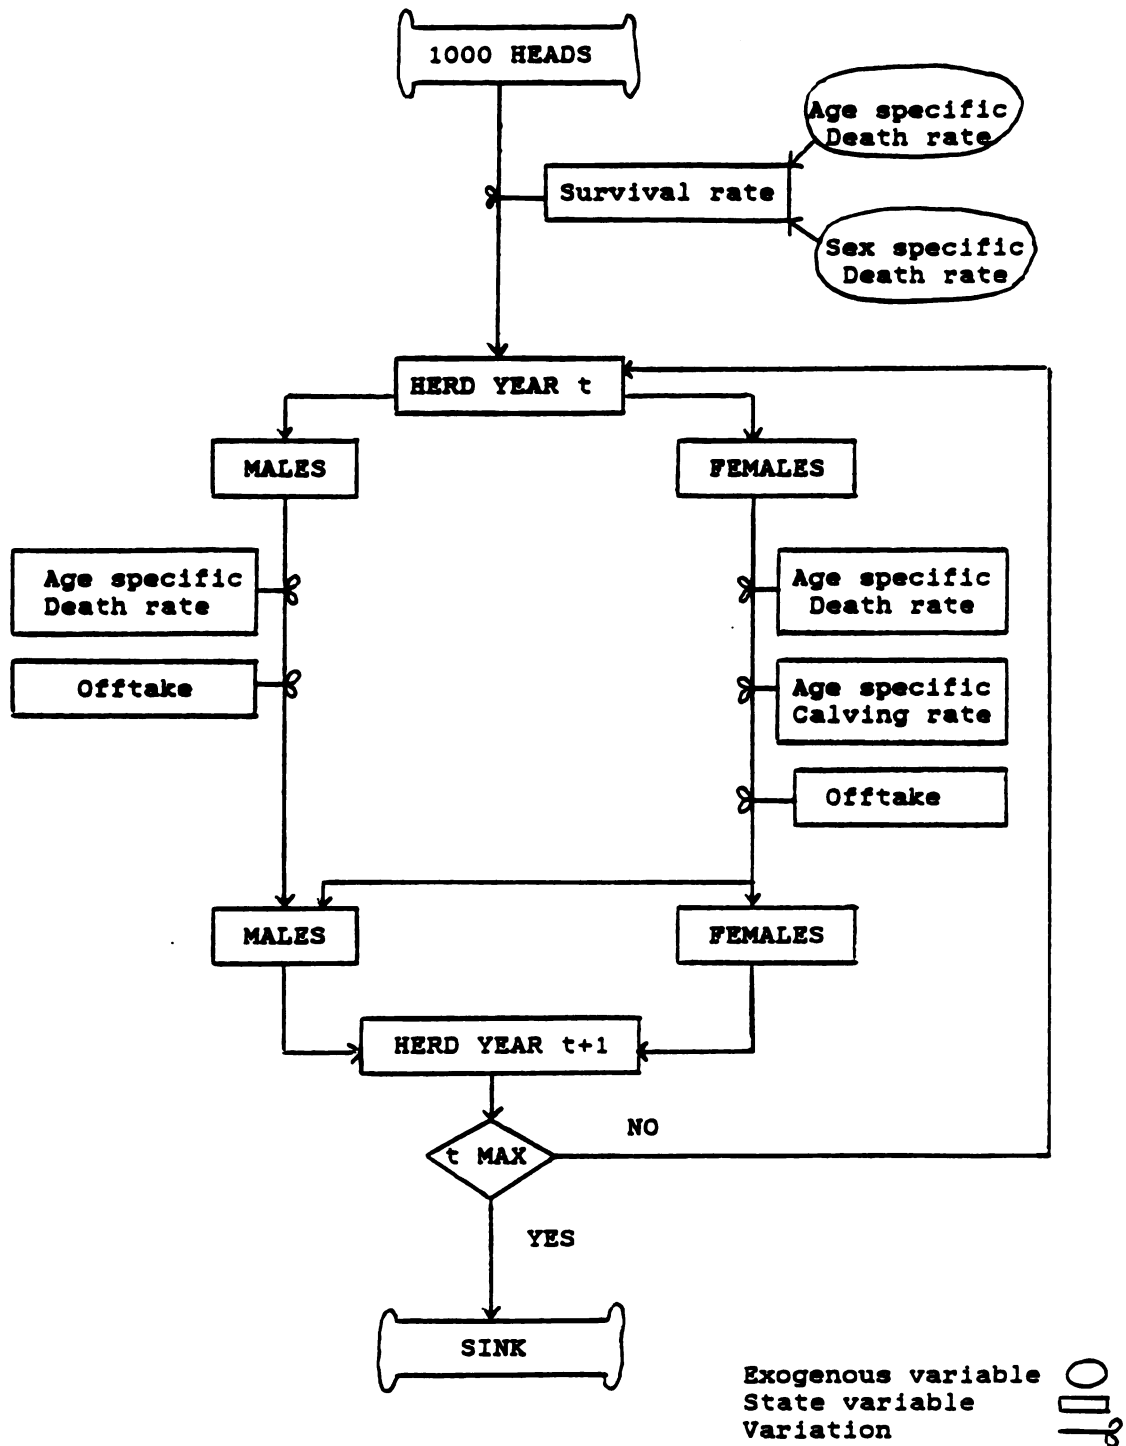 1000 HEADS
Age specific
Death rate
Survival rate
Sex specific
Death rate
HERD YEAR t
MALES
FEMALES
Age specific
Death rate
Age specific
Death rate
Offtake
Age specific
Calving rate
Offtake
MALES
FEMALES
HERD YEAR t+1
NO
t MAX
YES
SINK
Exogenous variable
State variable
Variation